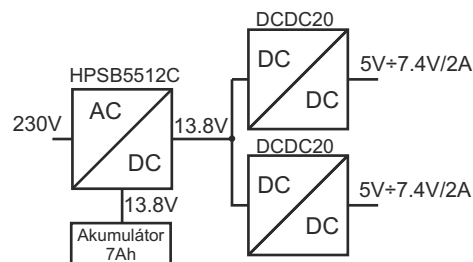 DCDC20
DC
DC
5V÷7.4V/2A
HPSB5512C
AC
DC
230V
13.8V
13.8V
Akumulátor
7Ah
DCDC20
DC
DC
5V÷7.4V/2A